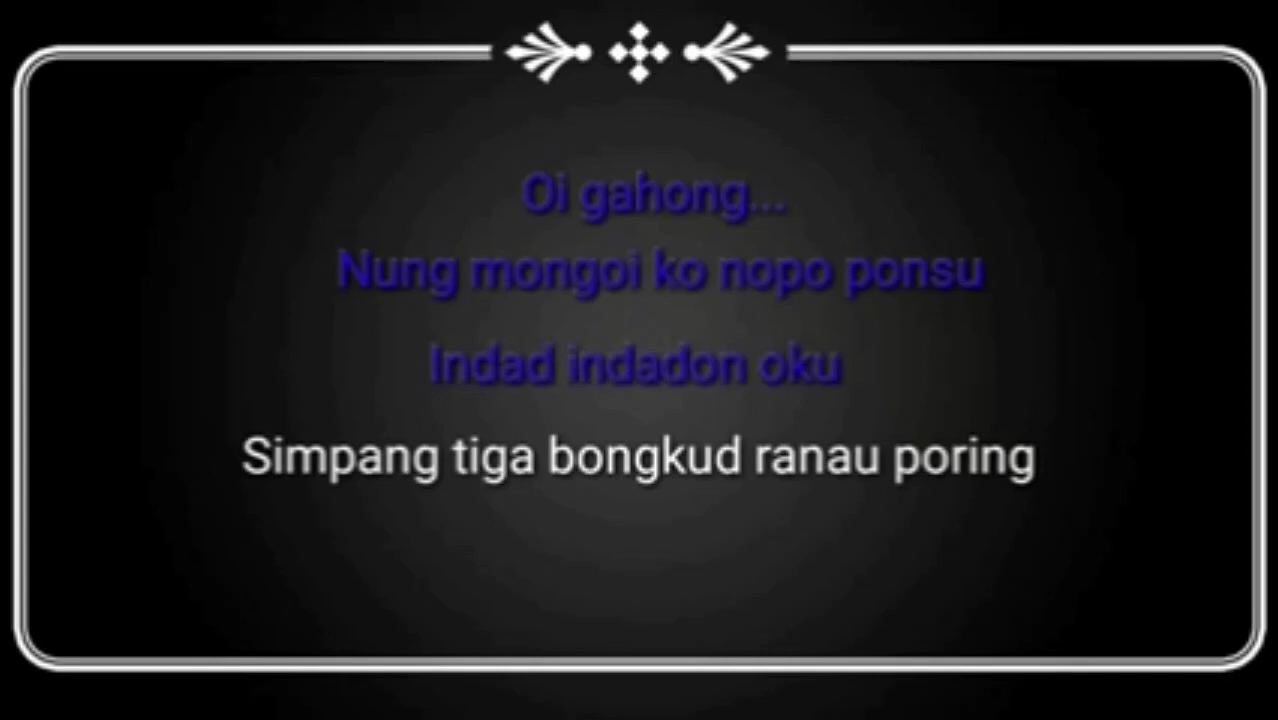 Oi gahong...
Nung mongoi ko nopo ponsu
Indad indadon oku
Simpang tiga bongkud ranau poring